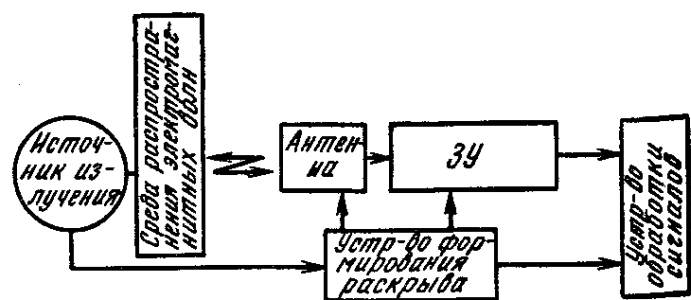 Источ-
ник из-
лучения
Среда распростра-
нения электромаг-
нитных волн
Антен-
на
ЗУ
Устр-во фор-
мирования
раскрыва
Устр-во
обработки
сигналов